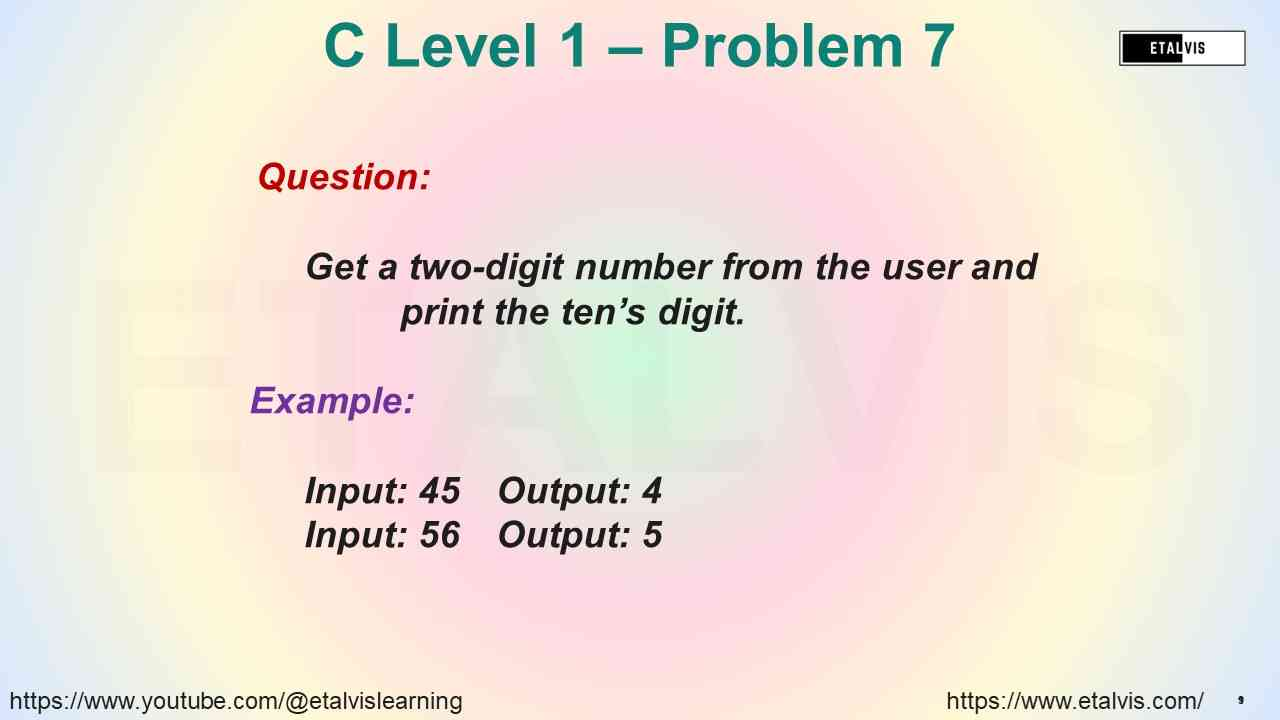 C Level 1 – Problem 7
ETALVIS
Question:
Get a two-digit number from the user and
print the ten’s digit.
Example:
Input: 45 Output: 4
Input: 56 Output: 5
ETALVIS
https://www.youtube.com/@etalvislearning
https://www.etalvis.com/
9